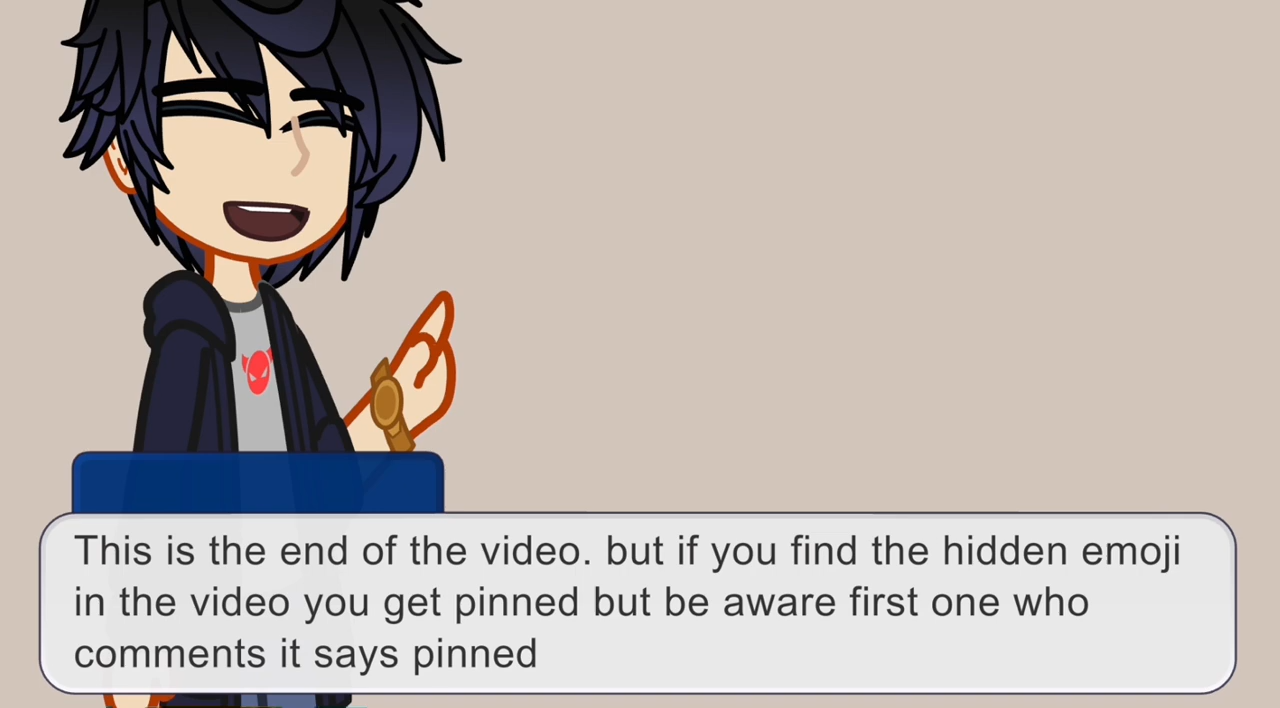 This is the end of the video. but if you find the hidden emoji
in the video you get pinned but be aware first one who
comments it says pinned